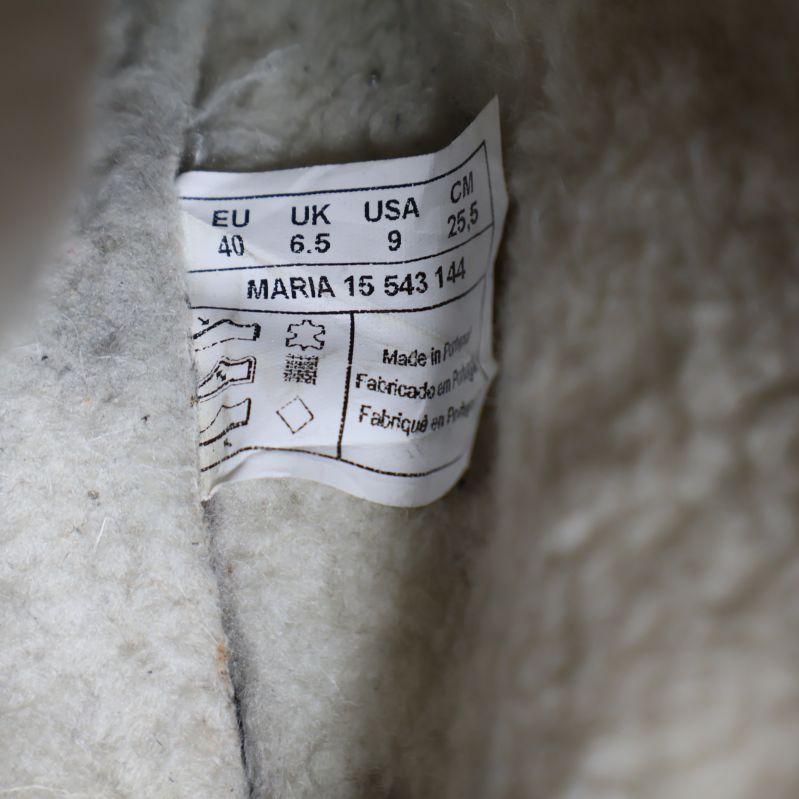 EU UK USA CM
40 6.5 9 25,5
MARIA 15 543 144
Made in Portugal
Fabricado em Portugal
Fabriqué en Portugal